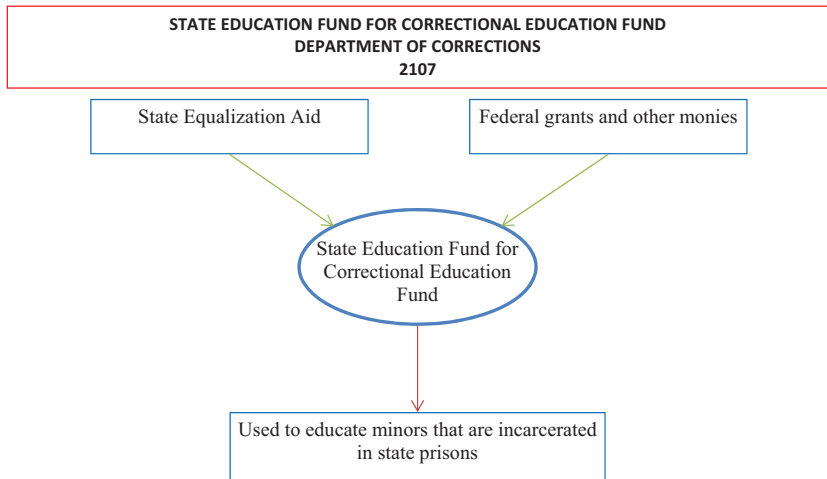 STATE EDUCATION FUND FOR CORRECTIONAL EDUCATION FUND
DEPARTMENT OF CORRECTIONS
2107
State Equalization Aid
Federal grants and other monies
State Education Fund for
Correctional Education
Fund
Used to educate minors that are incarcerated
in state prisons